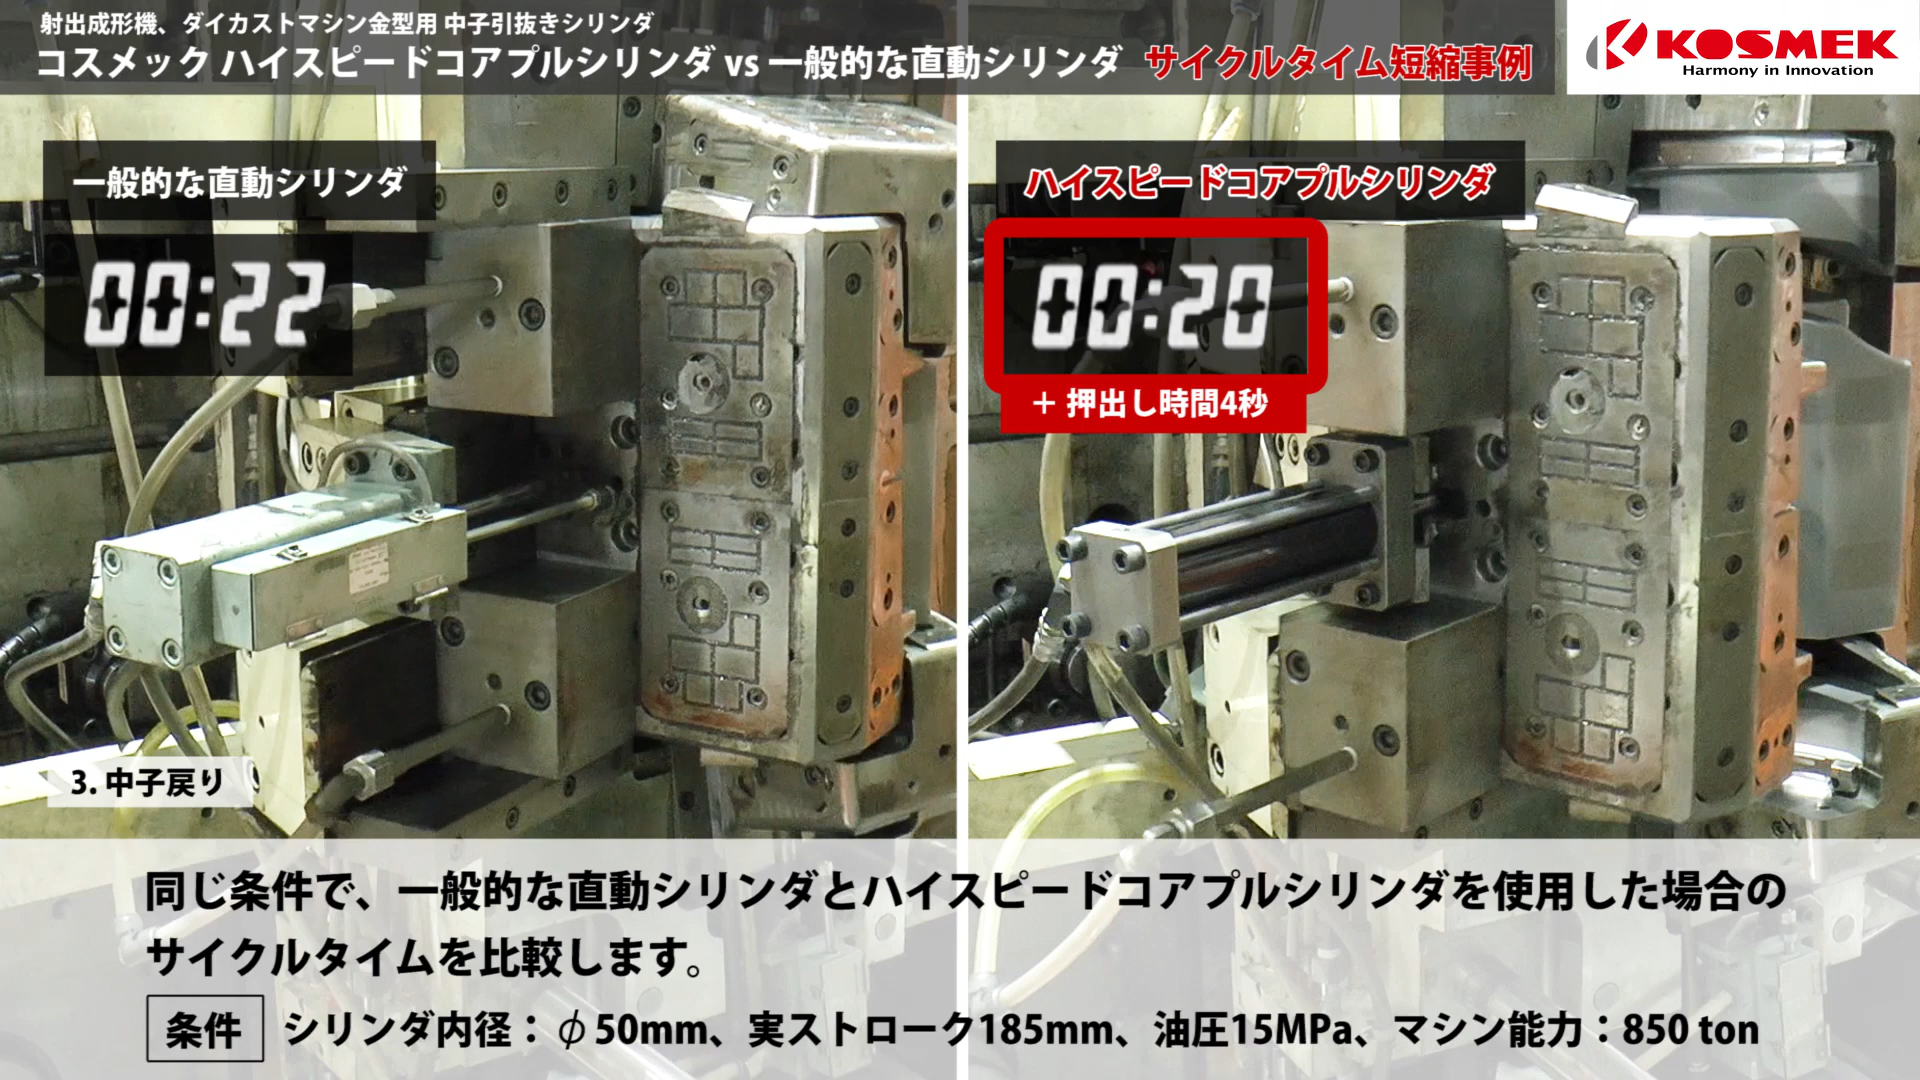 射出成形機、ダイカストマシン金型用 中子引抜きシリンダ
コスメック ハイスピードコアプルシリンダ vs 一般的な直動シリンダ サイクルタイム短縮事例
KOSMEK
Harmony in Innovation
一般的な直動シリンダ
00:22
ハイスピードコアプルシリンダ
00:20
+ 押出し時間4秒
3. 中子戻り
同じ条件で、一般的な直動シリンダとハイスピードコアプルシリンダを使用した場合の
サイクルタイムを比較します。
条件 シリンダ内径：φ50mm、実ストローク185mm、油圧15MPa、マシン能力：850 ton